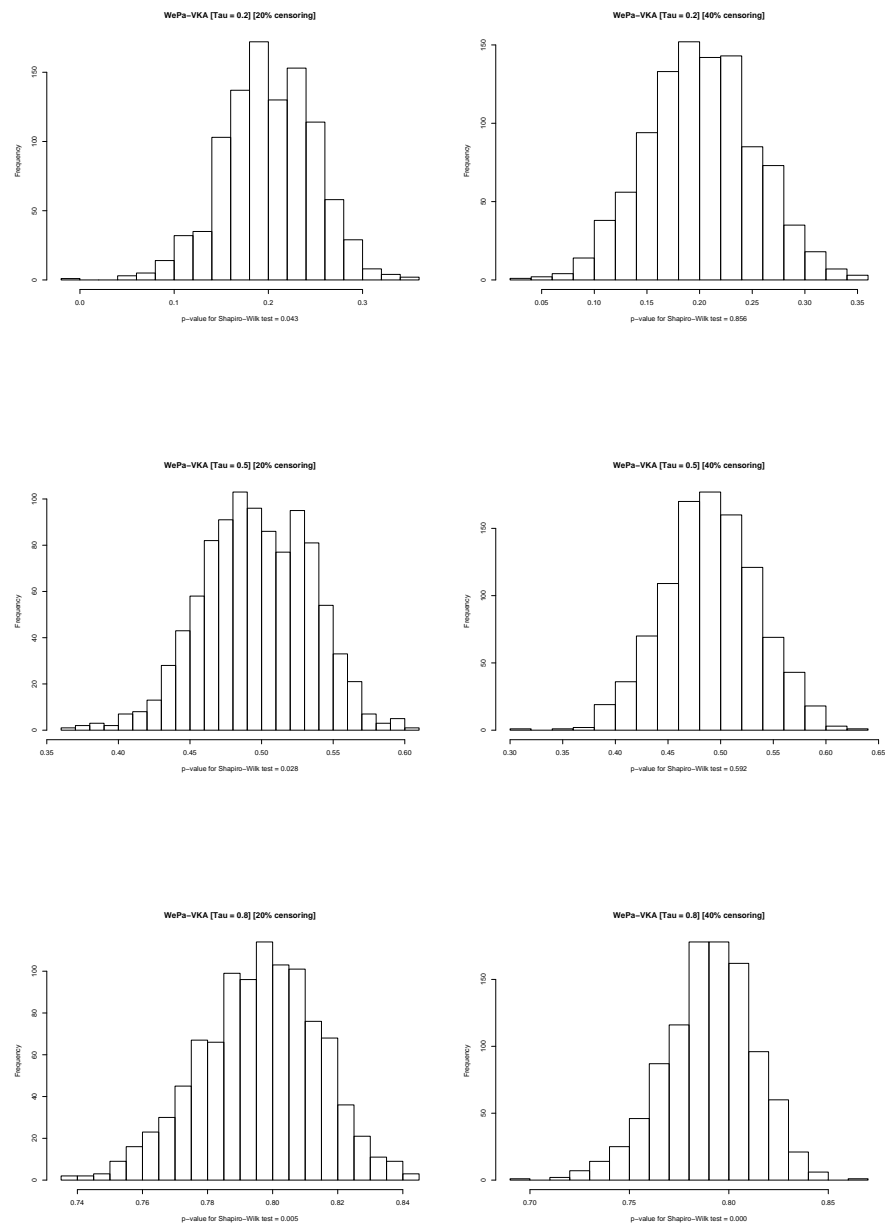 WePa−VKA [Tau = 0.2] [20% censoring]
Frequency
0
50
100
150
0.0 0.1 0.2 0.3
p−value for Shapiro−Wilk test = 0.043
WePa−VKA [Tau = 0.2] [40% censoring]
Frequency
0
50
100
150
0.05 0.10 0.15 0.20 0.25 0.30 0.35
p−value for Shapiro−Wilk test = 0.856
WePa−VKA [Tau = 0.5] [20% censoring]
Frequency
0
20
40
60
80
100
0.35 0.40 0.45 0.50 0.55 0.60
p−value for Shapiro−Wilk test = 0.028
WePa−VKA [Tau = 0.5] [40% censoring]
Frequency
0
50
100
150
0.30 0.35 0.40 0.45 0.50 0.55 0.60 0.65
p−value for Shapiro−Wilk test = 0.592
WePa−VKA [Tau = 0.8] [20% censoring]
Frequency
0
20
40
60
80
100
0.74 0.76 0.78 0.80 0.82 0.84
p−value for Shapiro−Wilk test = 0.005
WePa−VKA [Tau = 0.8] [40% censoring]
Frequency
0
50
100
150
0.70 0.75 0.80 0.85
p−value for Shapiro−Wilk test = 0.000